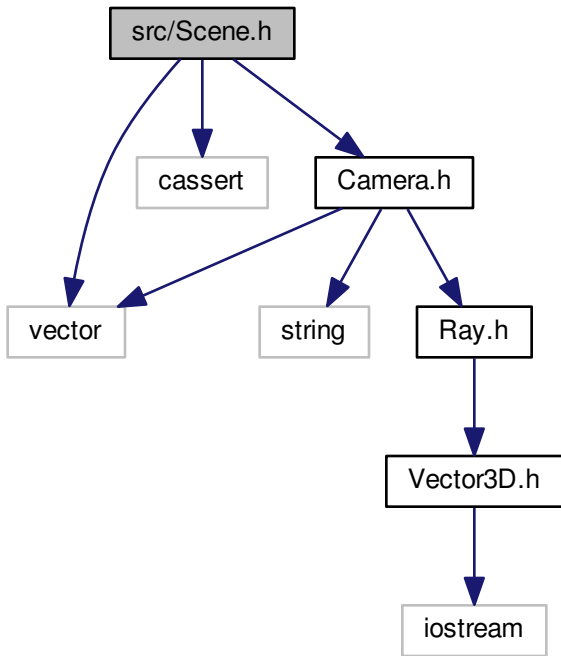 src/Scene.h
cassert
Camera.h
vector
string
Ray.h
Vector3D.h
iostream